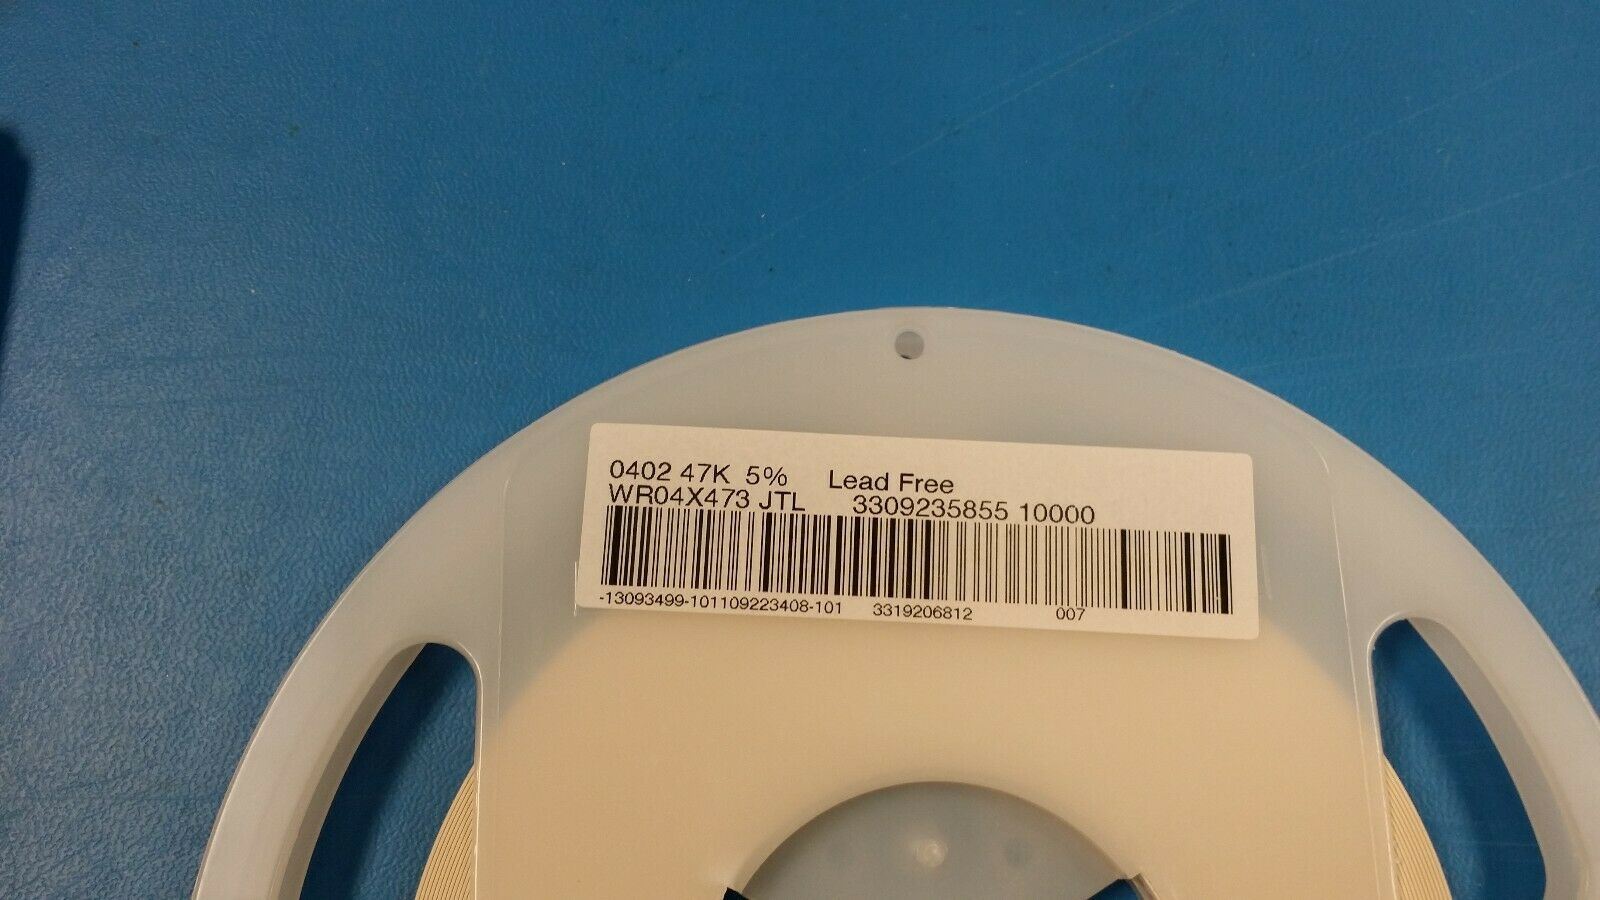 0402 47K 5% Lead Free
WR04X473 JTL 3309235855 10000
-13093499-101109223408-101 3319206812 007